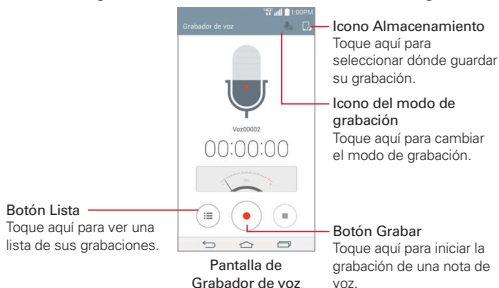 1:00PM
Grabador de voz
Voz00002
00:00:00
Icono Almacenamiento
Toque aquí para
seleccionar dónde guardar
su grabación.
Icono del modo de
grabación
Toque aquí para cambiar
el modo de grabación.
Botón Lista
Toque aquí para ver una
lista de sus grabaciones.
Botón Grabar
Toque aquí para iniciar la
grabación de una nota de
voz.
Pantalla de
Grabador de voz